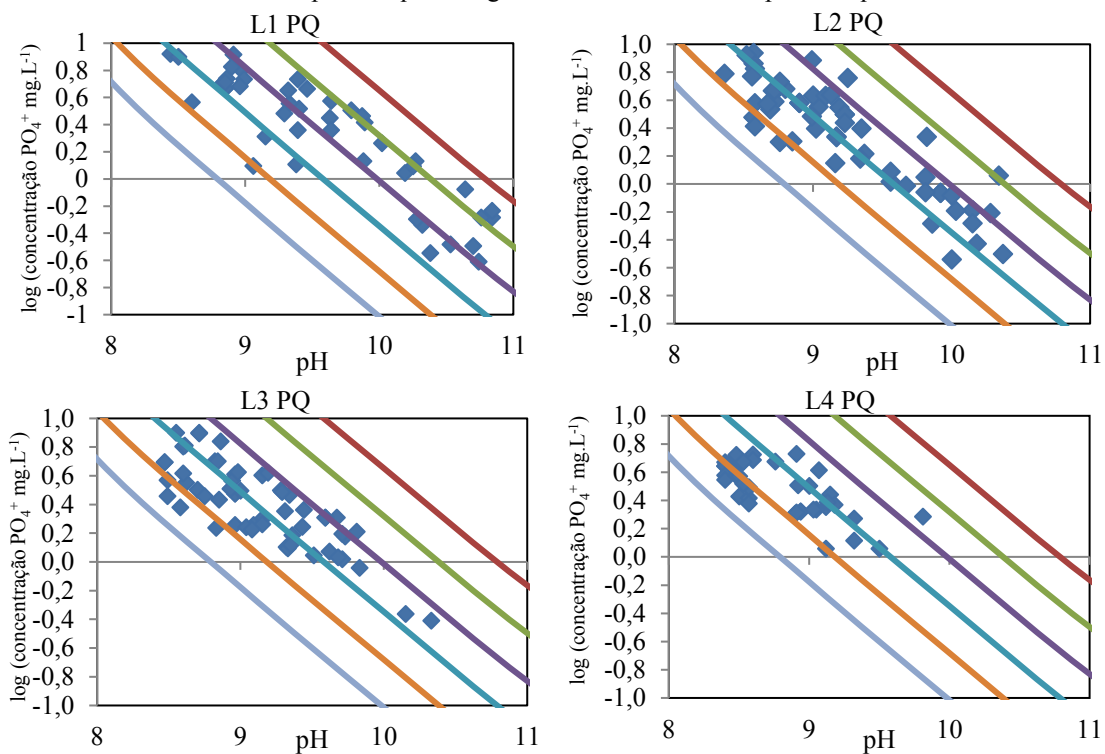 L1 PQ
log (concentração PO₄⁺ mg.L⁻¹)
1
0,8
0,6
0,4
0,2
0
-0,2
-0,4
-0,6
-0,8
-1
8 9 10 11
pH
L2 PQ
log (concentração PO₄⁺ mg.L⁻¹)
1,0
0,8
0,6
0,4
0,2
0,0
-0,2
-0,4
-0,6
-0,8
-1,0
8 9 10 11
pH
L3 PQ
log (concentração PO₄⁺ mg.L⁻¹)
1,0
0,8
0,6
0,4
0,2
0,0
-0,2
-0,4
-0,6
-0,8
-1,0
8 9 10 11
pH
L4 PQ
log (concentração PO₄⁺ mg.L⁻¹)
1,0
0,8
0,6
0,4
0,2
0,0
-0,2
-0,4
-0,6
-0,8
-1,0
8 9 10 11
pH